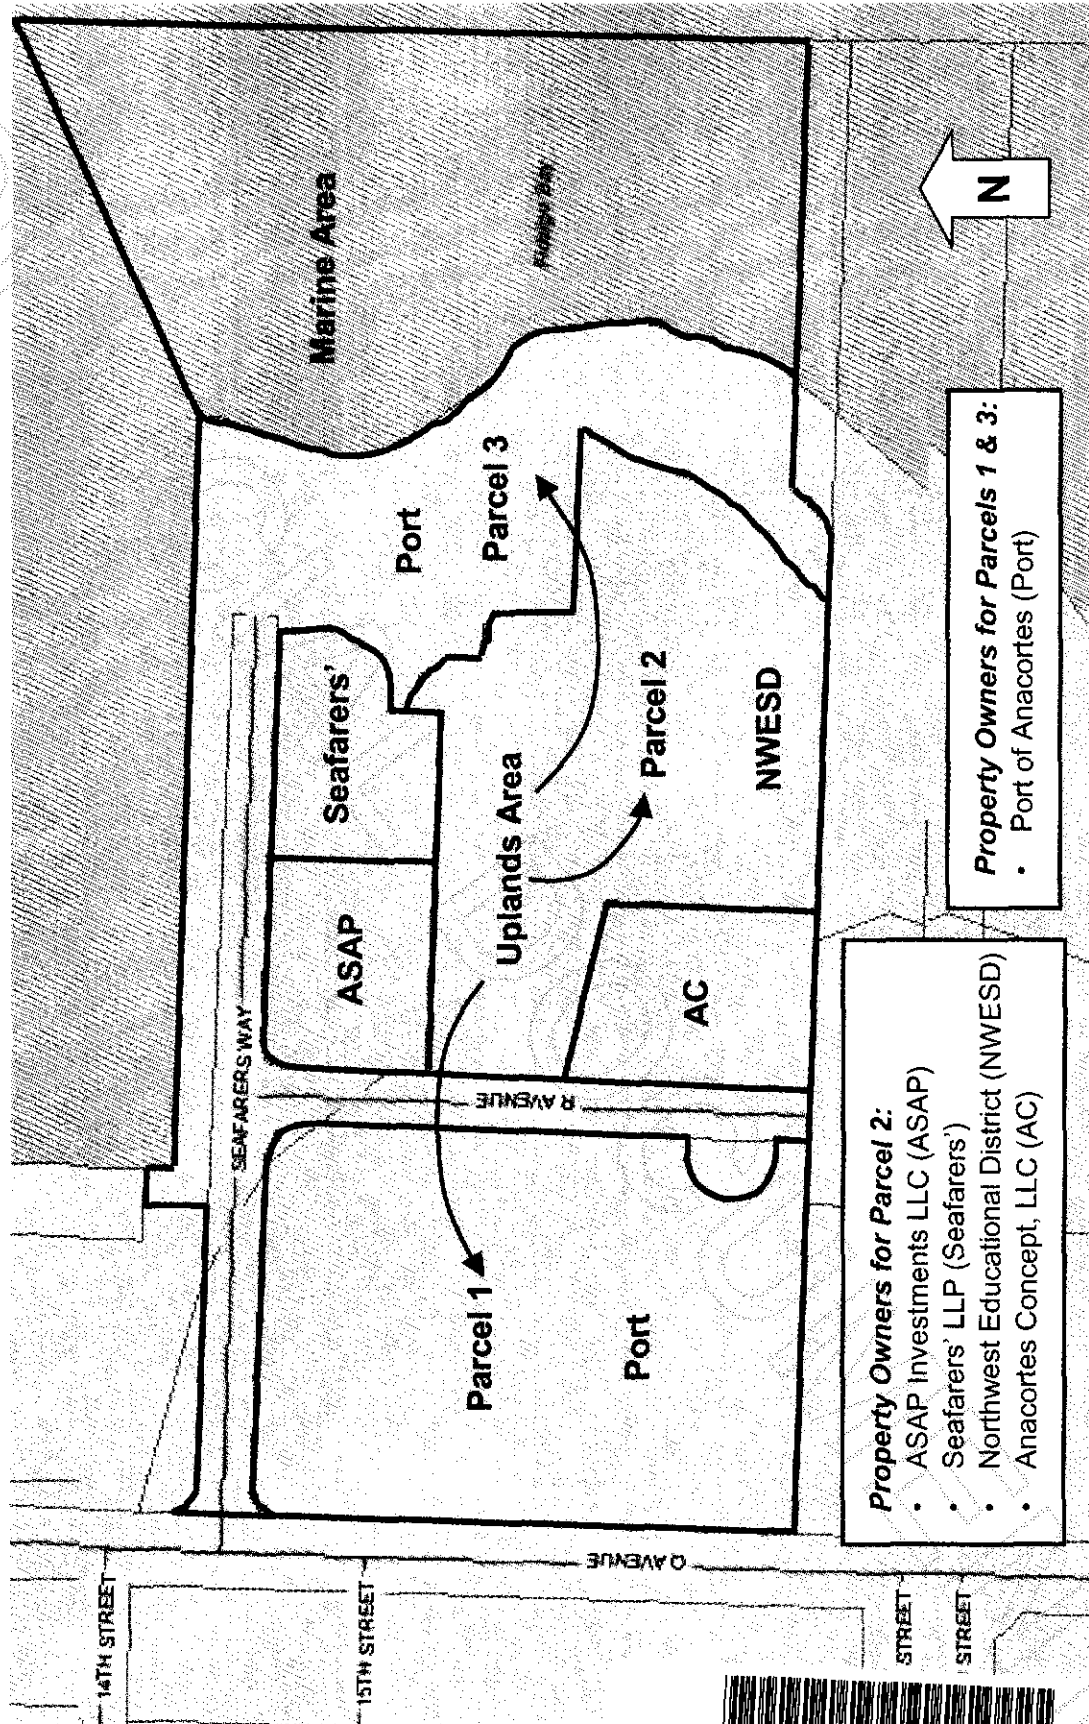 Marine Area
Fidalgo Bay
SEAFARERS WAY
Port
Seafarers'
ASAP
Parcel 3
Uplands Area
Parcel 1
Parcel 2
Port
R AVENUE
NWESD
AC
Q AVENUE
14TH STREET
15TH STREET
STREET
STREET
N
Property Owners for Parcel 2:
• ASAP Investments LLC (ASAP)
• Seafarers' LLP (Seafarers')
• Northwest Educational District (NWESD)
• Anacortes Concept, LLC (AC)
Property Owners for Parcels 1 & 3:
• Port of Anacortes (Port)